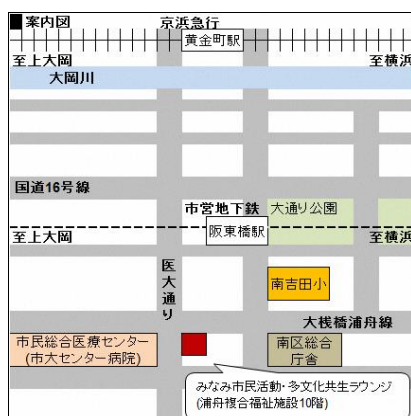 ■案内図
京浜急行
黄金町駅
至上大岡
至横浜
大岡川
国道16号線
市営地下鉄
大通り公園
阪東橋駅
至上大岡
至横浜
医大通り
南吉田小
大桟橋浦舟線
市民総合医療センター
(市大センター病院)
南区総合
庁舎
みなみ市民活動・多文化共生ラウンジ
(浦舟複合福祉施設10階)